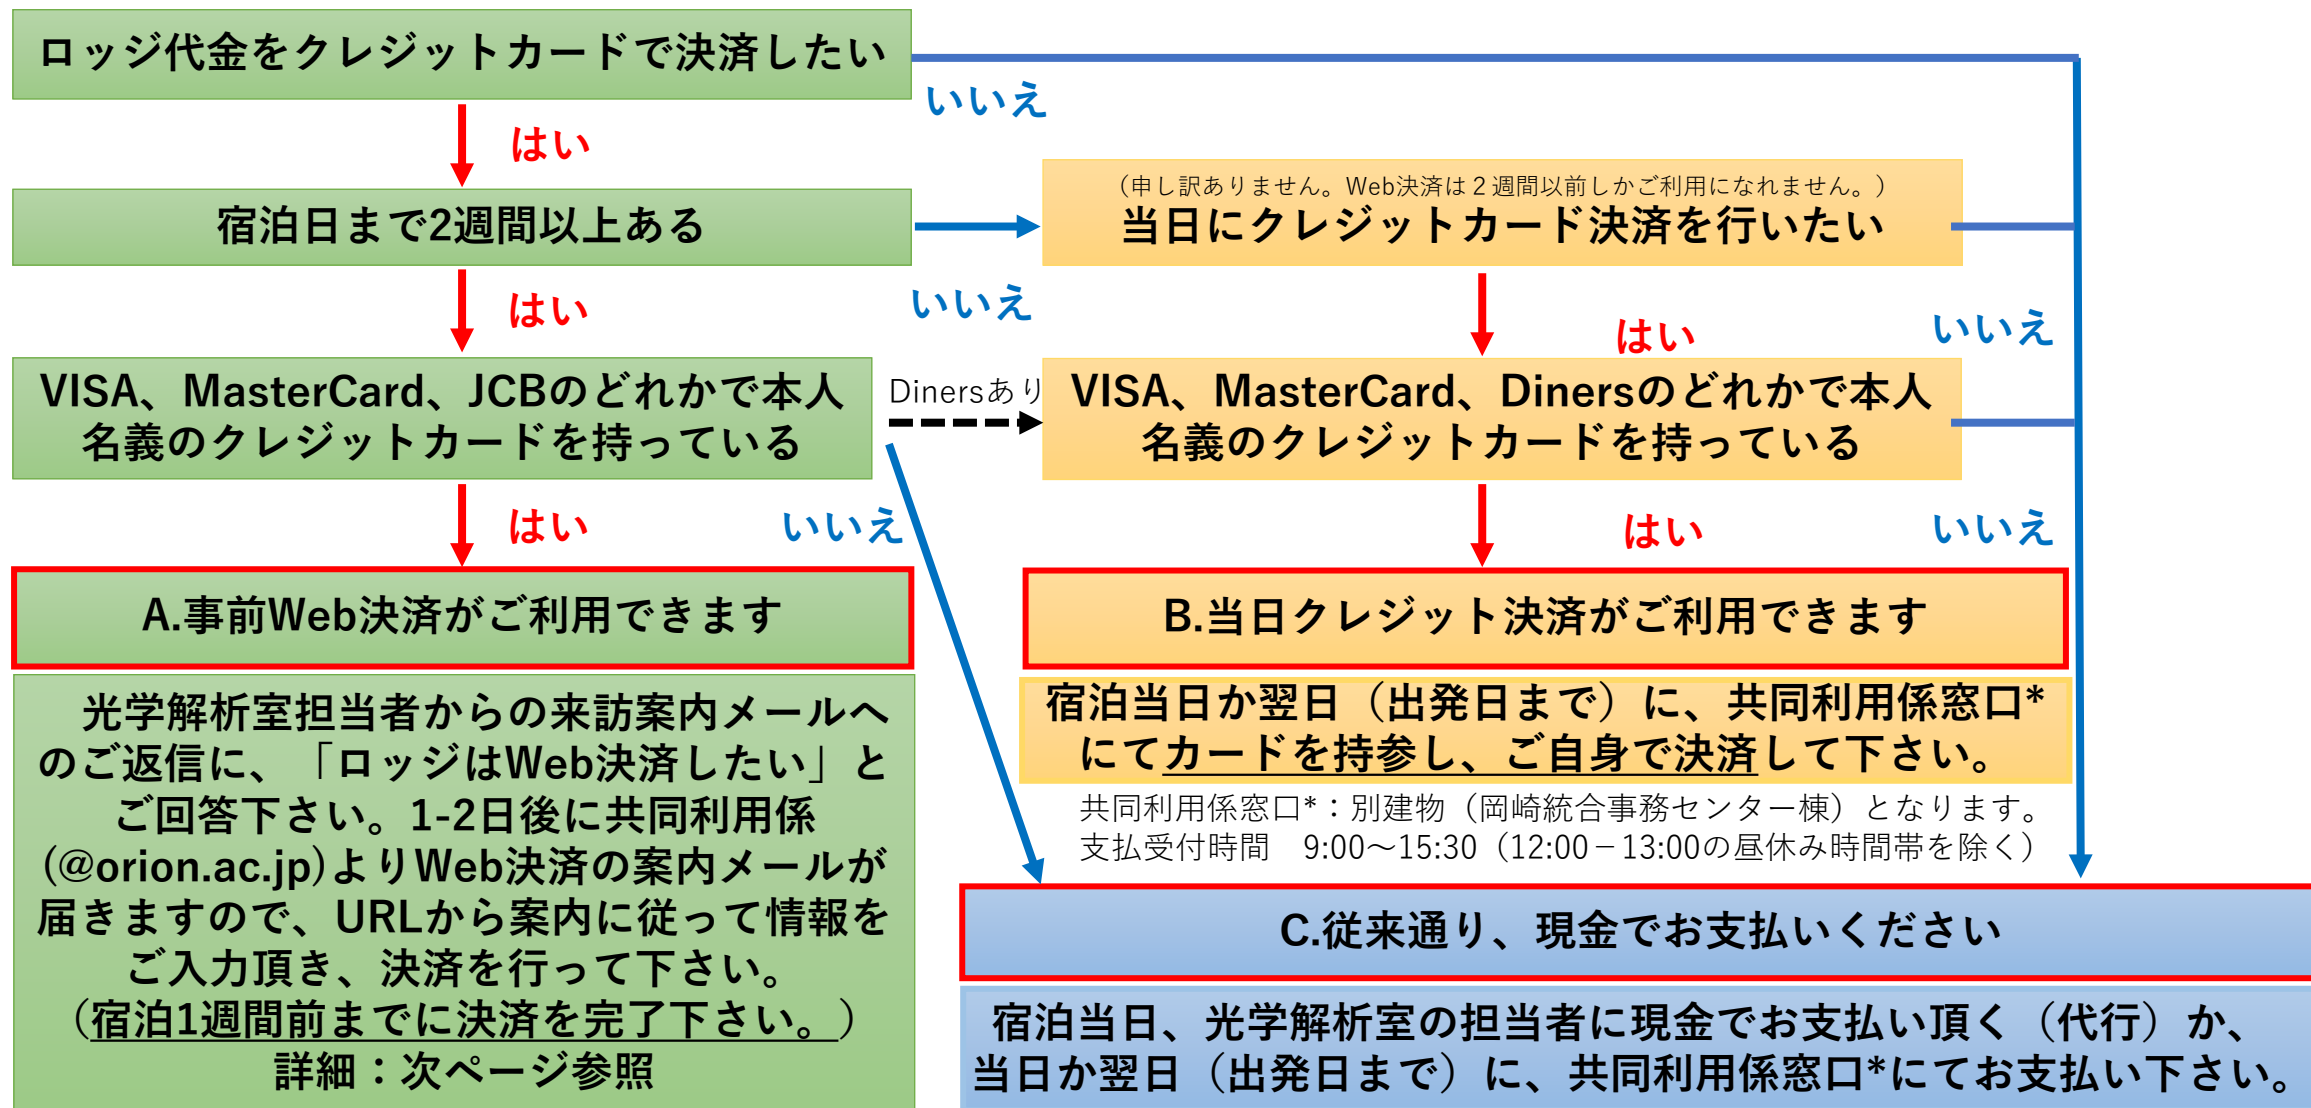 ロッジ代金をクレジットカードで決済したい
いいえ
はい
宿泊日まで2週間以上ある
(申し訳ありません。Web決済は２週間以前しかご利用になれません。)
当日にクレジットカード決済を行いたい
はい
いいえ
はい
いいえ
VISA、MasterCard、JCBのどれかで本人
名義のクレジットカードを持っている
Dinersあり
VISA、MasterCard、Dinersのどれかで本人
名義のクレジットカードを持っている
はい
いいえ
はい
いいえ
A.事前Web決済がご利用できます
光学解析室担当者からの来訪案内メールへ
のご返信に、「ロッジはWeb決済したい」と
ご回答下さい。1-2日後に共同利用係
(@orion.ac.jp)よりWeb決済の案内メールが
届きますので、URLから案内に従って情報を
ご入力頂き、決済を行って下さい。
(宿泊1週間前までに決済を完了下さい。)
詳細：次ページ参照
B.当日クレジット決済がご利用できます
宿泊当日か翌日（出発日まで）に、共同利用係窓口*
にてカードを持参し、ご自身で決済して下さい。
共同利用係窓口*：別建物（岡崎統合事務センター棟）となります。
支払受付時間　9:00～15:30（12:00－13:00の昼休み時間帯を除く）
C.従来通り、現金でお支払いください
宿泊当日、光学解析室の担当者に現金でお支払い頂く（代行）か、
当日か翌日（出発日まで）に、共同利用係窓口*にてお支払い下さい。